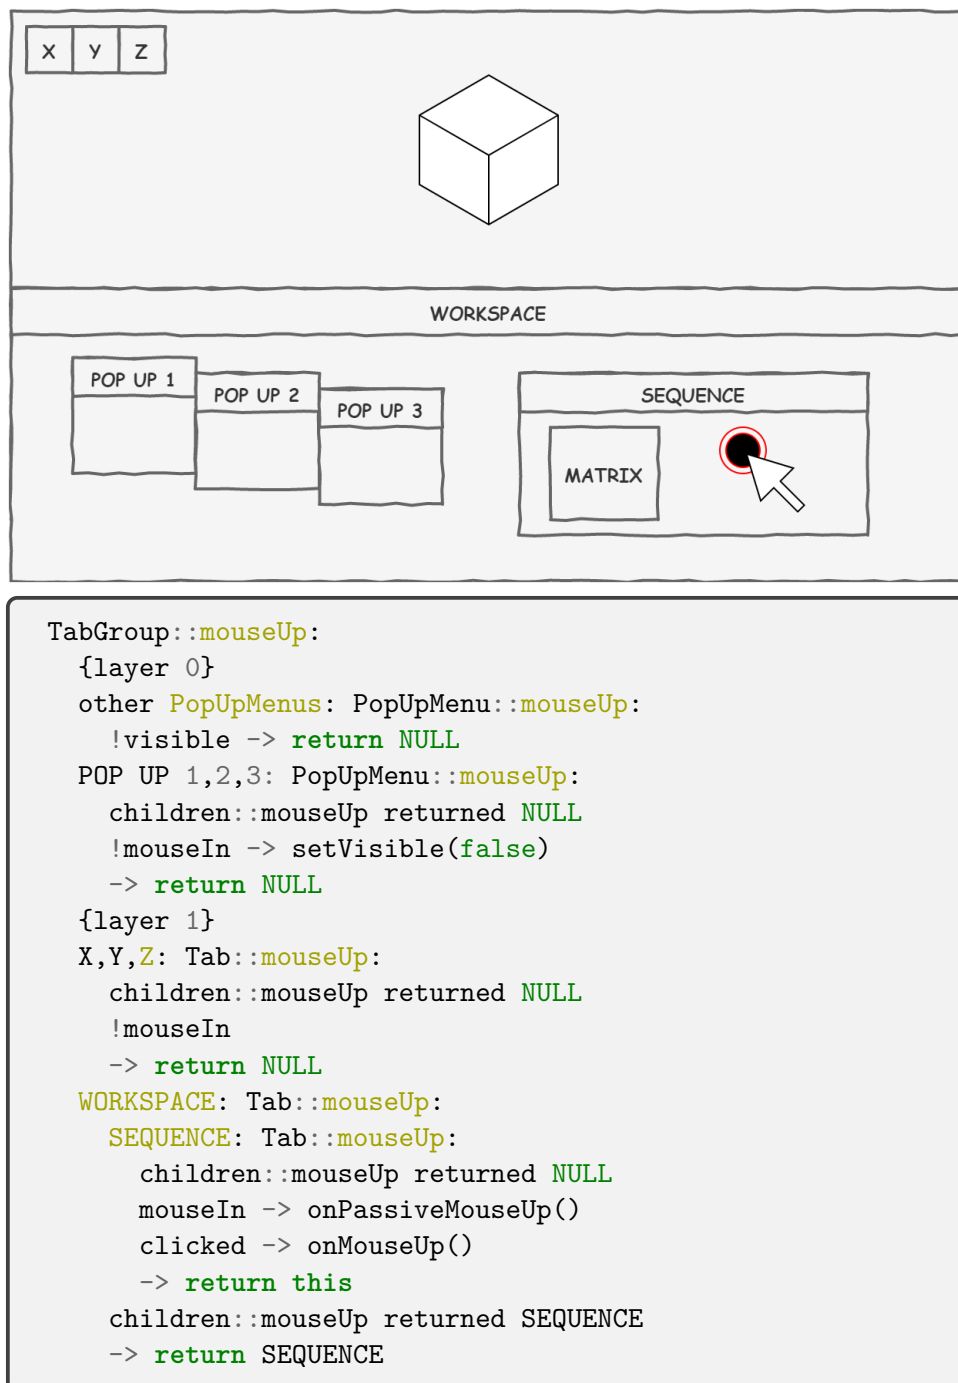 X Y Z
WORKSPACE
POP UP 1
POP UP 2
POP UP 3
SEQUENCE
MATRIX
TabGroup::mouseUp:
{layer 0}
other PopUpMenus: PopUpMenu::mouseUp:
!visible -> return NULL
POP UP 1,2,3: PopUpMenu::mouseUp:
children::mouseUp returned NULL
!mouseIn -> setVisible(false)
-> return NULL
{layer 1}
X,Y,Z: Tab::mouseUp:
children::mouseUp returned NULL
!mouseIn
-> return NULL
WORKSPACE: Tab::mouseUp:
SEQUENCE: Tab::mouseUp:
children::mouseUp returned NULL
mouseIn -> onPassiveMouseUp()
clicked -> onMouseUp()
-> return this
children::mouseUp returned SEQUENCE
-> return SEQUENCE